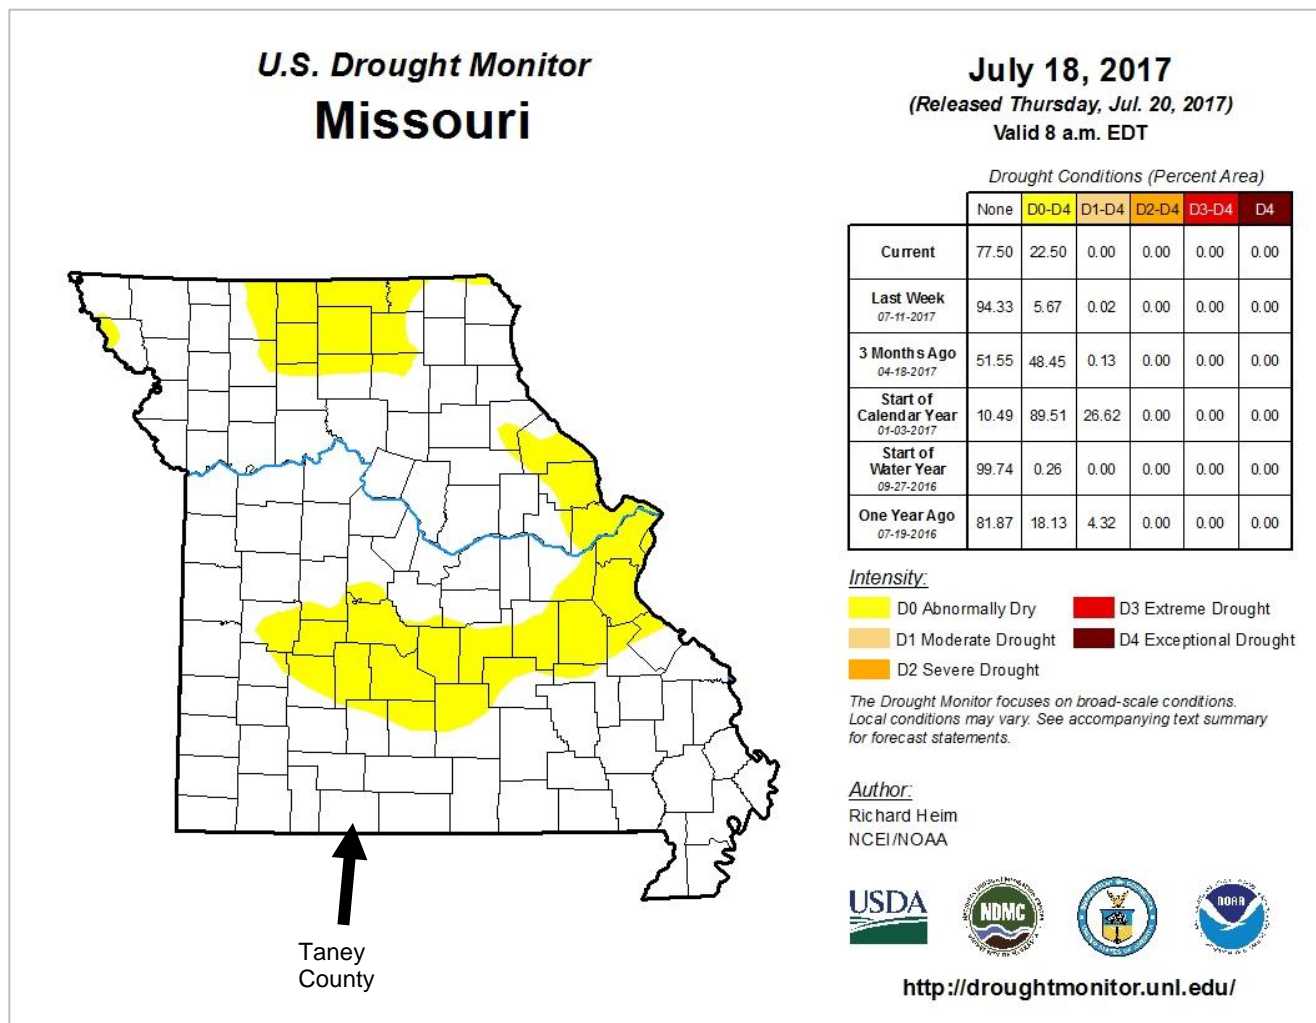 U.S. Drought Monitor
Missouri
July 18, 2017
(Released Thursday, Jul. 20, 2017)
Valid 8 a.m. EDT
Drought Conditions (Percent Area)
None D0-D4 D1-D4 D2-D4 D3-D4 D4
Current 77.50 22.50 0.00 0.00 0.00 0.00
Last Week
07-11-2017
94.33 5.67 0.02 0.00 0.00 0.00
3 Months Ago
04-18-2017
51.55 48.45 0.13 0.00 0.00 0.00
Start of
Calendar Year
01-03-2017
10.49 89.51 26.62 0.00 0.00 0.00
Start of
Water Year
09-27-2016
99.74 0.26 0.00 0.00 0.00 0.00
One Year Ago
07-19-2016
81.87 18.13 4.32 0.00 0.00 0.00
Intensity:
D0 Abnormally Dry
D1 Moderate Drought
D2 Severe Drought
D3 Extreme Drought
D4 Exceptional Drought
The Drought Monitor focuses on broad-scale conditions.
Local conditions may vary. See accompanying text summary
for forecast statements.
Author:
Richard Heim
NCEI/NOAA
USDA
NDMC
NOAA
http://droughtmonitor.unl.edu/
Taney
County